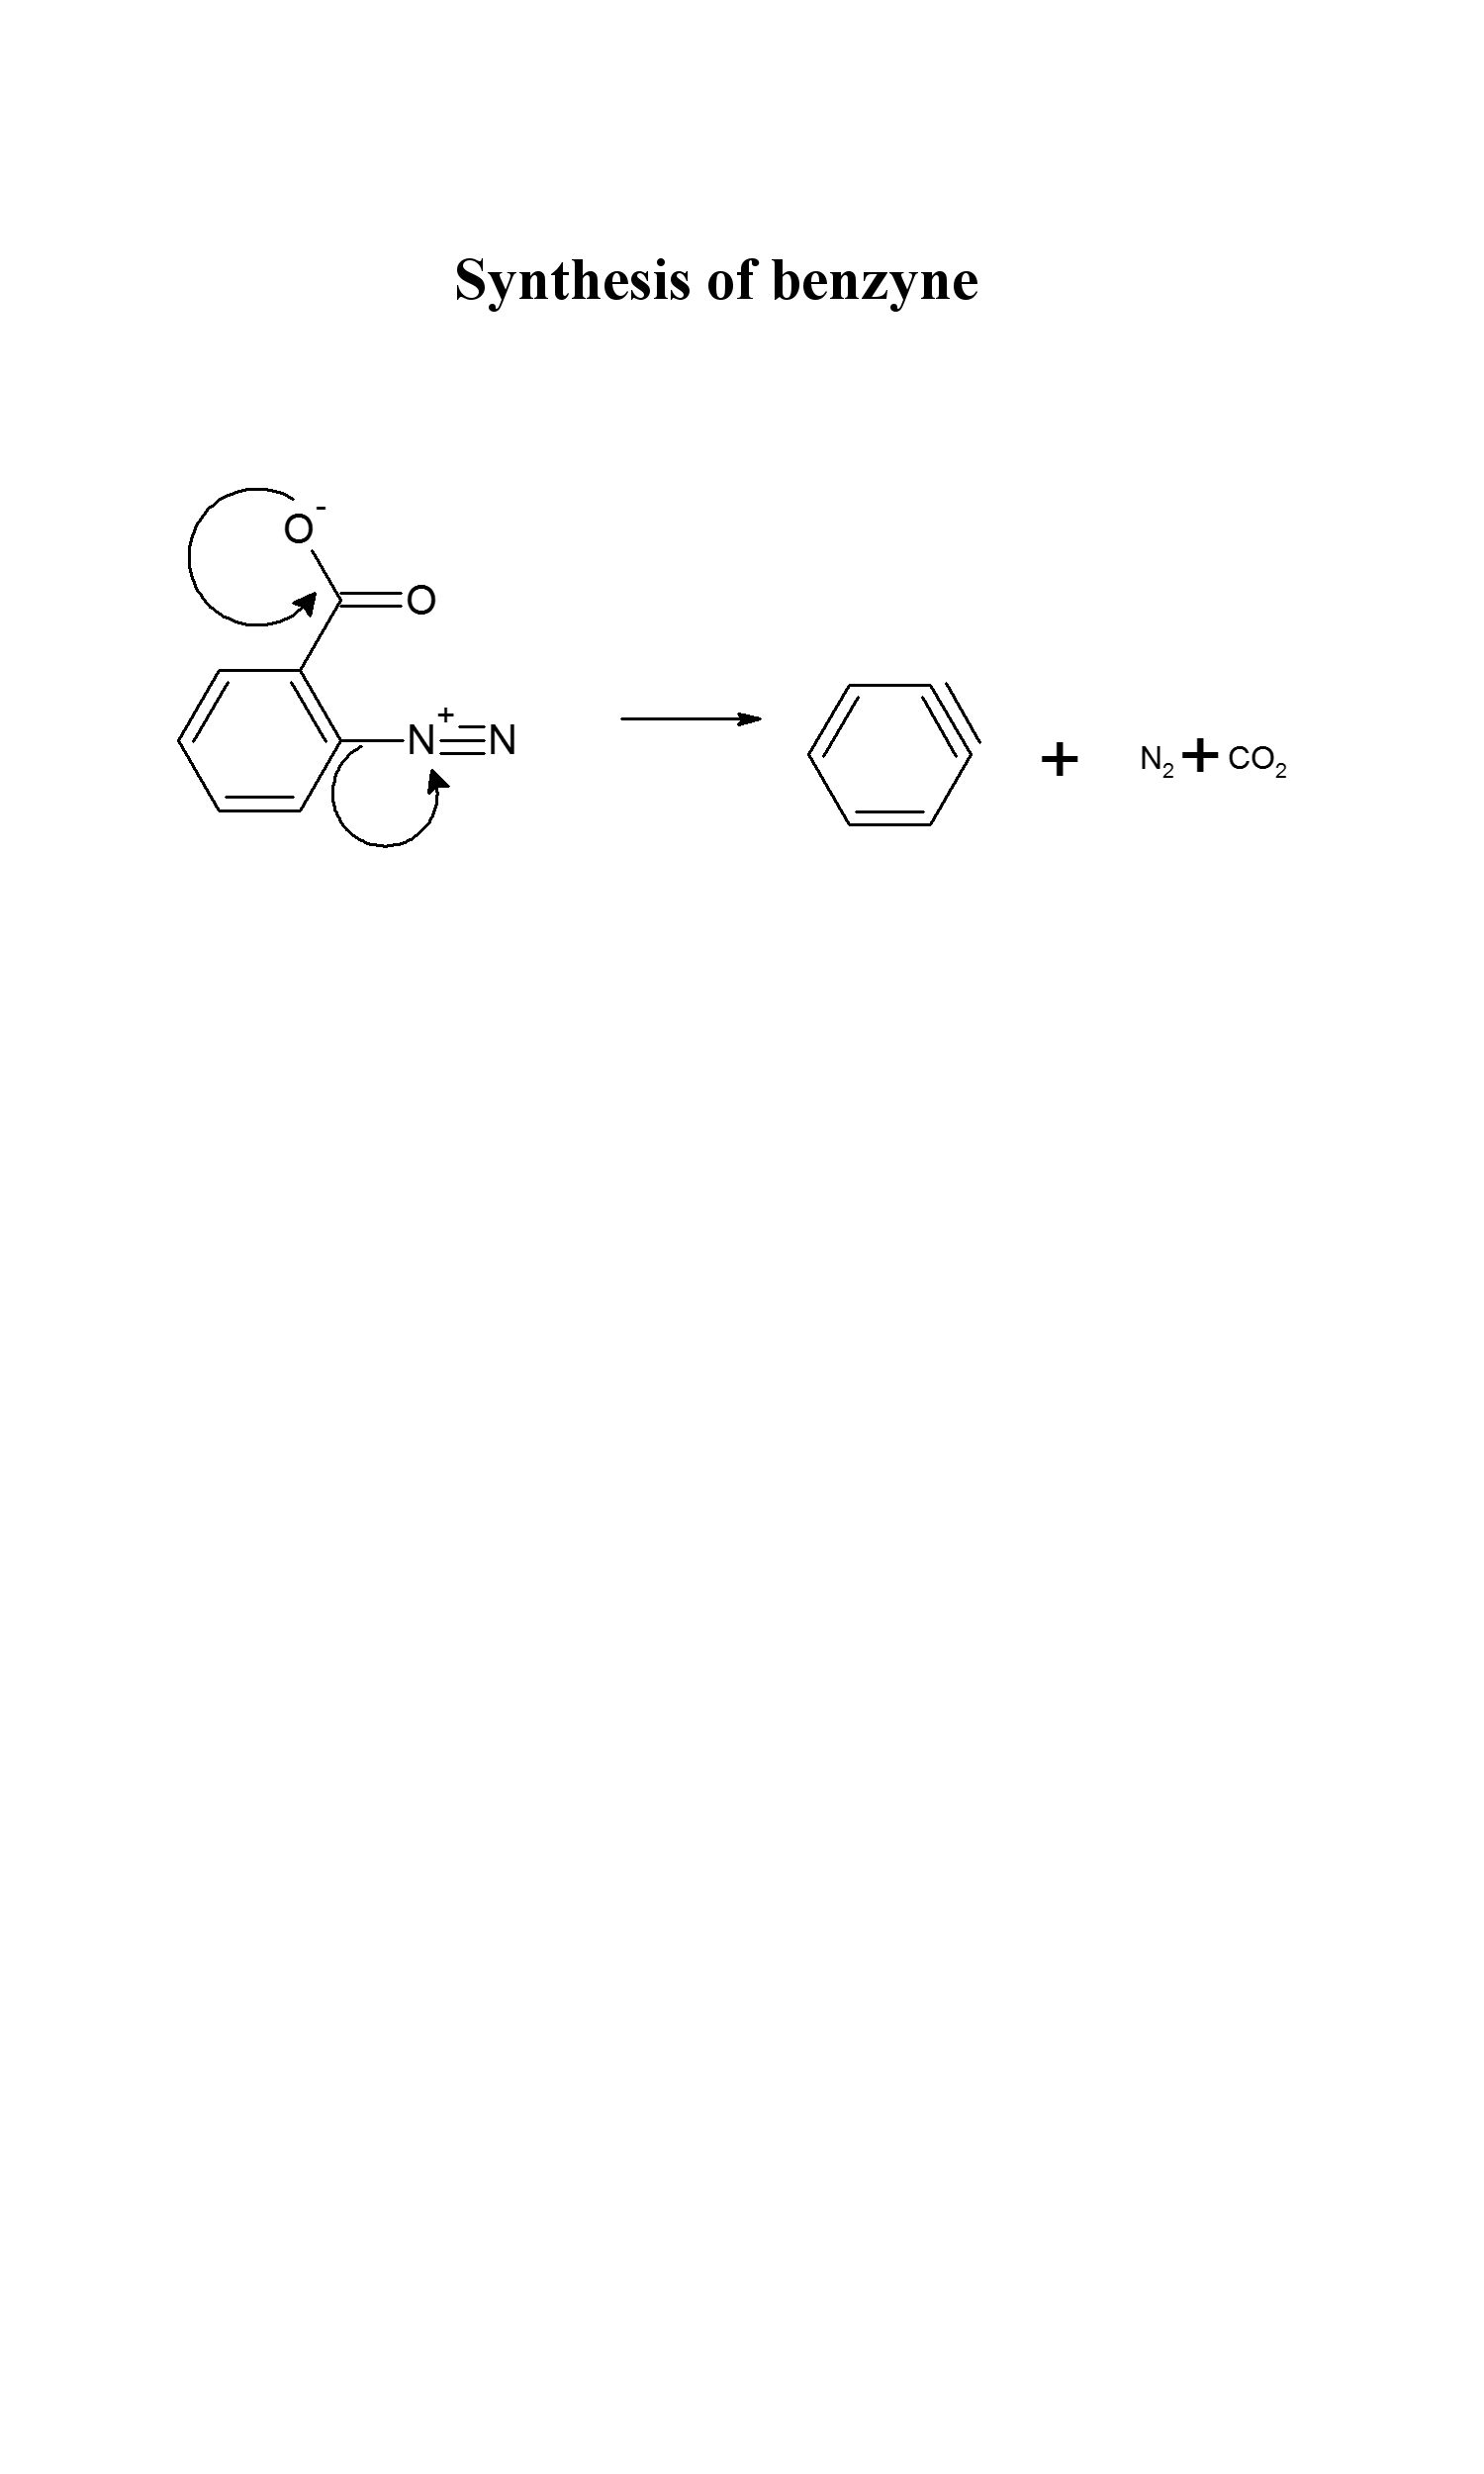 Synthesis of benzyne
O-
O
N+ N
+ N2 + CO2